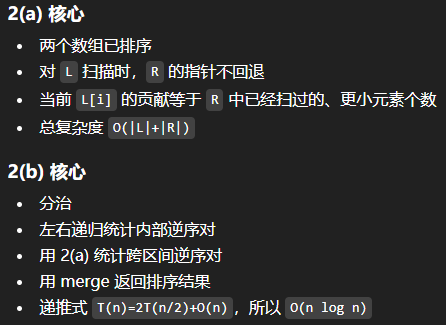 2(a) 核心
• 两个数组已排序
• 对 L 扫描时，R 的指针不回退
• 当前 L[i] 的贡献等于 R 中已经扫过的、更小元素个数
• 总复杂度 O(|L|+|R|)
2(b) 核心
• 分治
• 左右递归统计内部逆序对
• 用 2(a) 统计跨区间逆序对
• 用 merge 返回排序结果
• 递推式 T(n)=2T(n/2)+O(n)，所以 O(n log n)